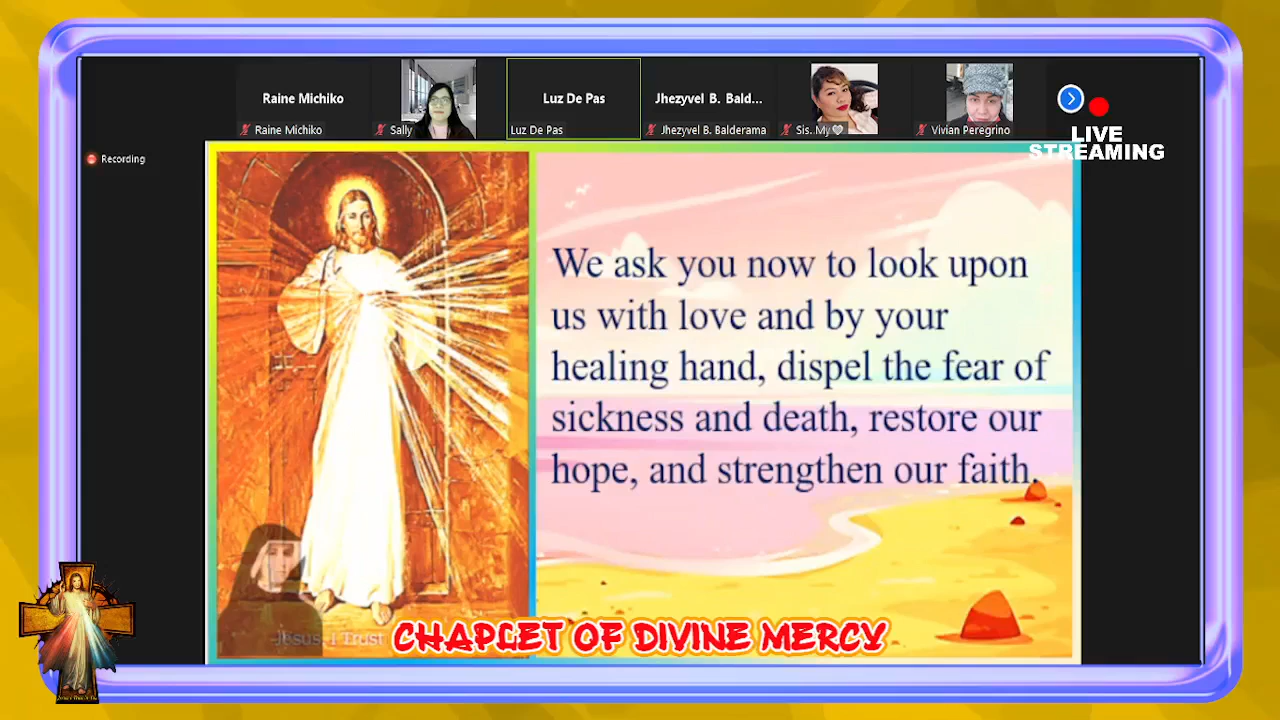 Raine Michiko
Luz De Pas
Jhezyvel B. Bald...
Raine Michiko
Sally
Luz De Pas
Jhezyvel B. Balderama
Sis. My🤍
Vivian Peregrino
LIVE
STREAMING
Recording
We ask you now to look upon
us with love and by your
healing hand, dispel the fear of
sickness and death, restore our
hope, and strengthen our faith.
Jesus, I Trust
CHAPLET OF DIVINE MERCY